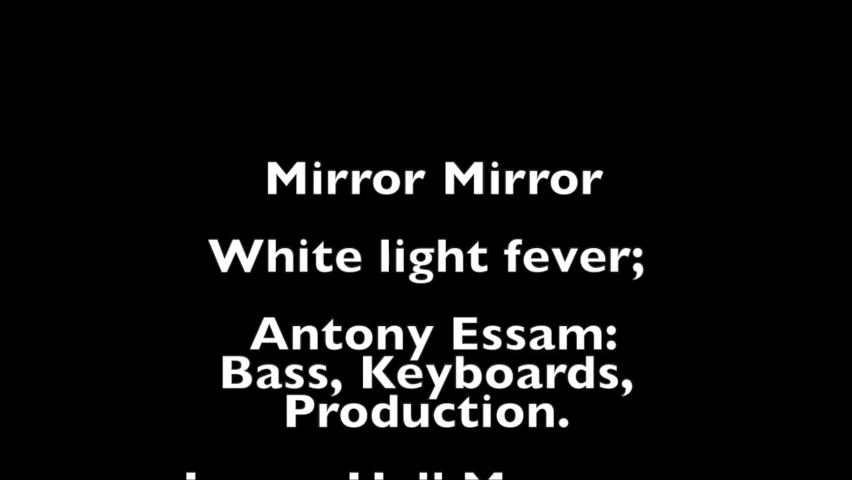 Mirror Mirror
White light fever;
Antony Essam:
Bass, Keyboards,
Production.